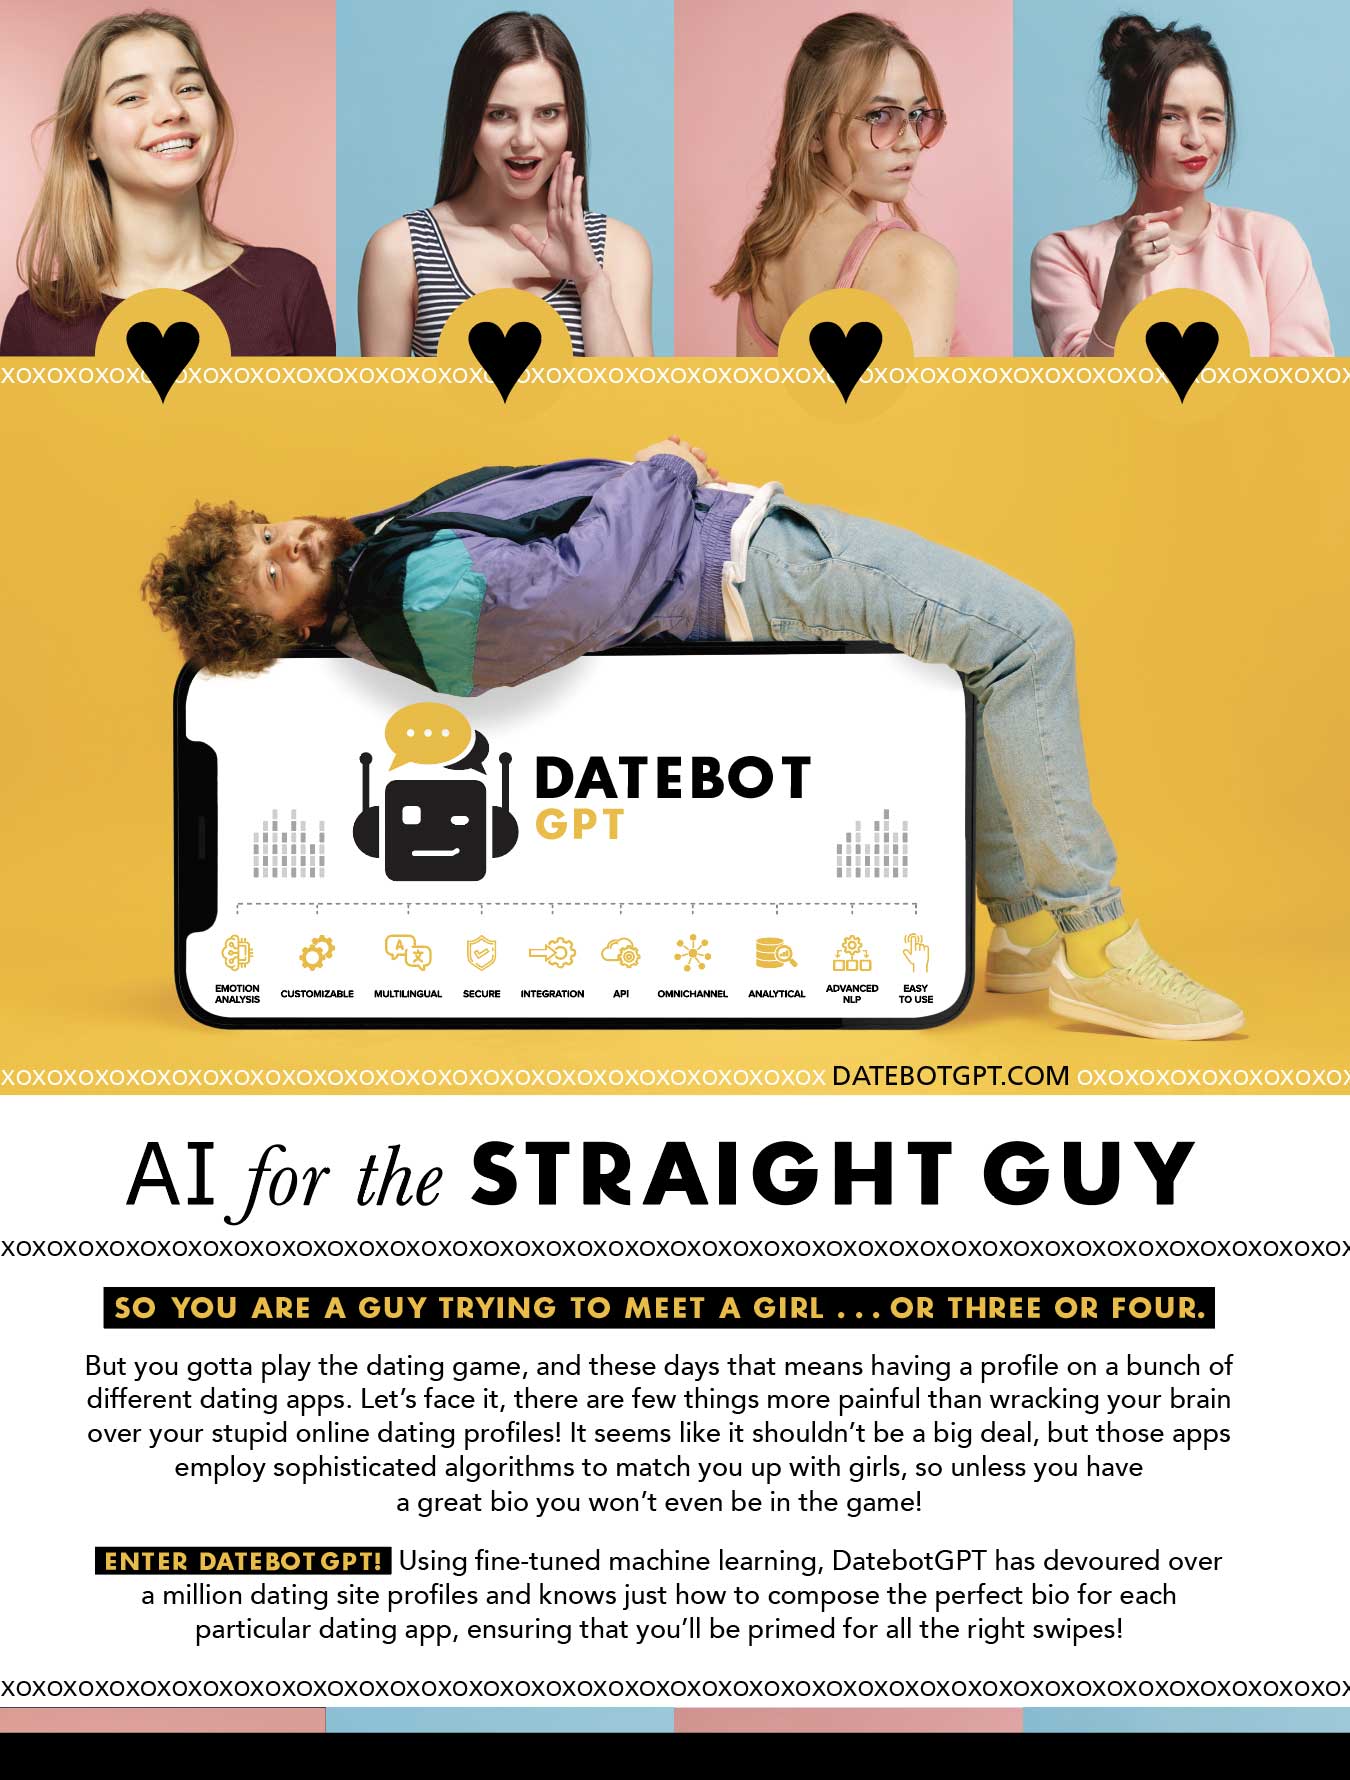 XOXOXOXOXOXOXOXOXOXOXOXOXOXOXOXOXOXOXOXOXOXOXOXOXOXOXOXOXOXOXOXOXOXOXOXOXOXOXOXOXOXOX
DATEBOT
GPT
EMOTION ANALYSIS
CUSTOMIZABLE
MULTILINGUAL
SECURE
INTEGRATION
API
OMNICHANNEL
ANALYTICAL
ADVANCED NLP
EASY TO USE
XOXOXOXOXOXOXOXOXOXOXOXOXOXOXOXOXOXOXOXOXOXOXOXOXOXOX DATEBOTGPT.COM OXOXOXOXOXOXOXOXOX
AI for the STRAIGHT GUY
XOXOXOXOXOXOXOXOXOXOXOXOXOXOXOXOXOXOXOXOXOXOXOXOXOXOXOXOXOXOXOXOXOXOXOXOXOXOXOXOXOXOX
SO YOU ARE A GUY TRYING TO MEET A GIRL . . . OR THREE OR FOUR.
But you gotta play the dating game, and these days that means having a profile on a bunch of
different dating apps. Let’s face it, there are few things more painful than wracking your brain
over your stupid online dating profiles! It seems like it shouldn’t be a big deal, but those apps
employ sophisticated algorithms to match you up with girls, so unless you have
a great bio you won’t even be in the game!
ENTER DATEBOTGPT! Using fine-tuned machine learning, DatebotGPT has devoured over
a million dating site profiles and knows just how to compose the perfect bio for each
particular dating app, ensuring that you’ll be primed for all the right swipes!
XOXOXOXOXOXOXOXOXOXOXOXOXOXOXOXOXOXOXOXOXOXOXOXOXOXOXOXOXOXOXOXOXOXOXOXOXOXOXOXOXOXOX